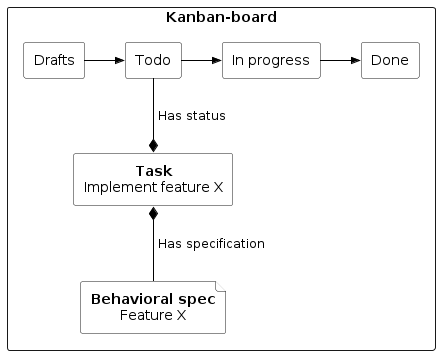 Kanban-board
Drafts
Todo
In progress
Done
Has status
Task
Implement feature X
Has specification
Behavioral spec
Feature X